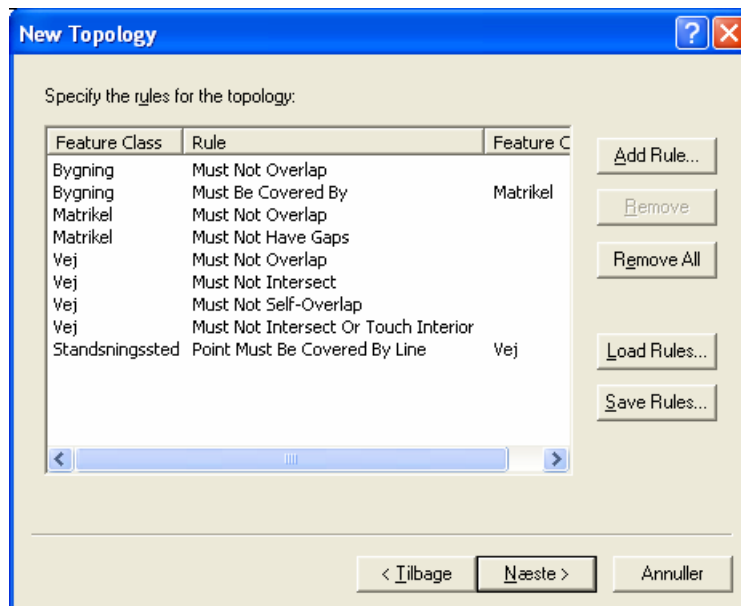 New Topology
Specify the rules for the topology:
Feature Class Rule Feature C
Bygning Must Not Overlap
Bygning Must Be Covered By Matrikel
Matrikel Must Not Overlap
Matrikel Must Not Have Gaps
Vej Must Not Overlap
Vej Must Not Intersect
Vej Must Not Self-Overlap
Vej Must Not Intersect Or Touch Interior
Standsningssted Point Must Be Covered By Line Vej
Add Rule...
Remove
Remove All
Load Rules...
Save Rules...
< Tilbage
Næste >
Annuller